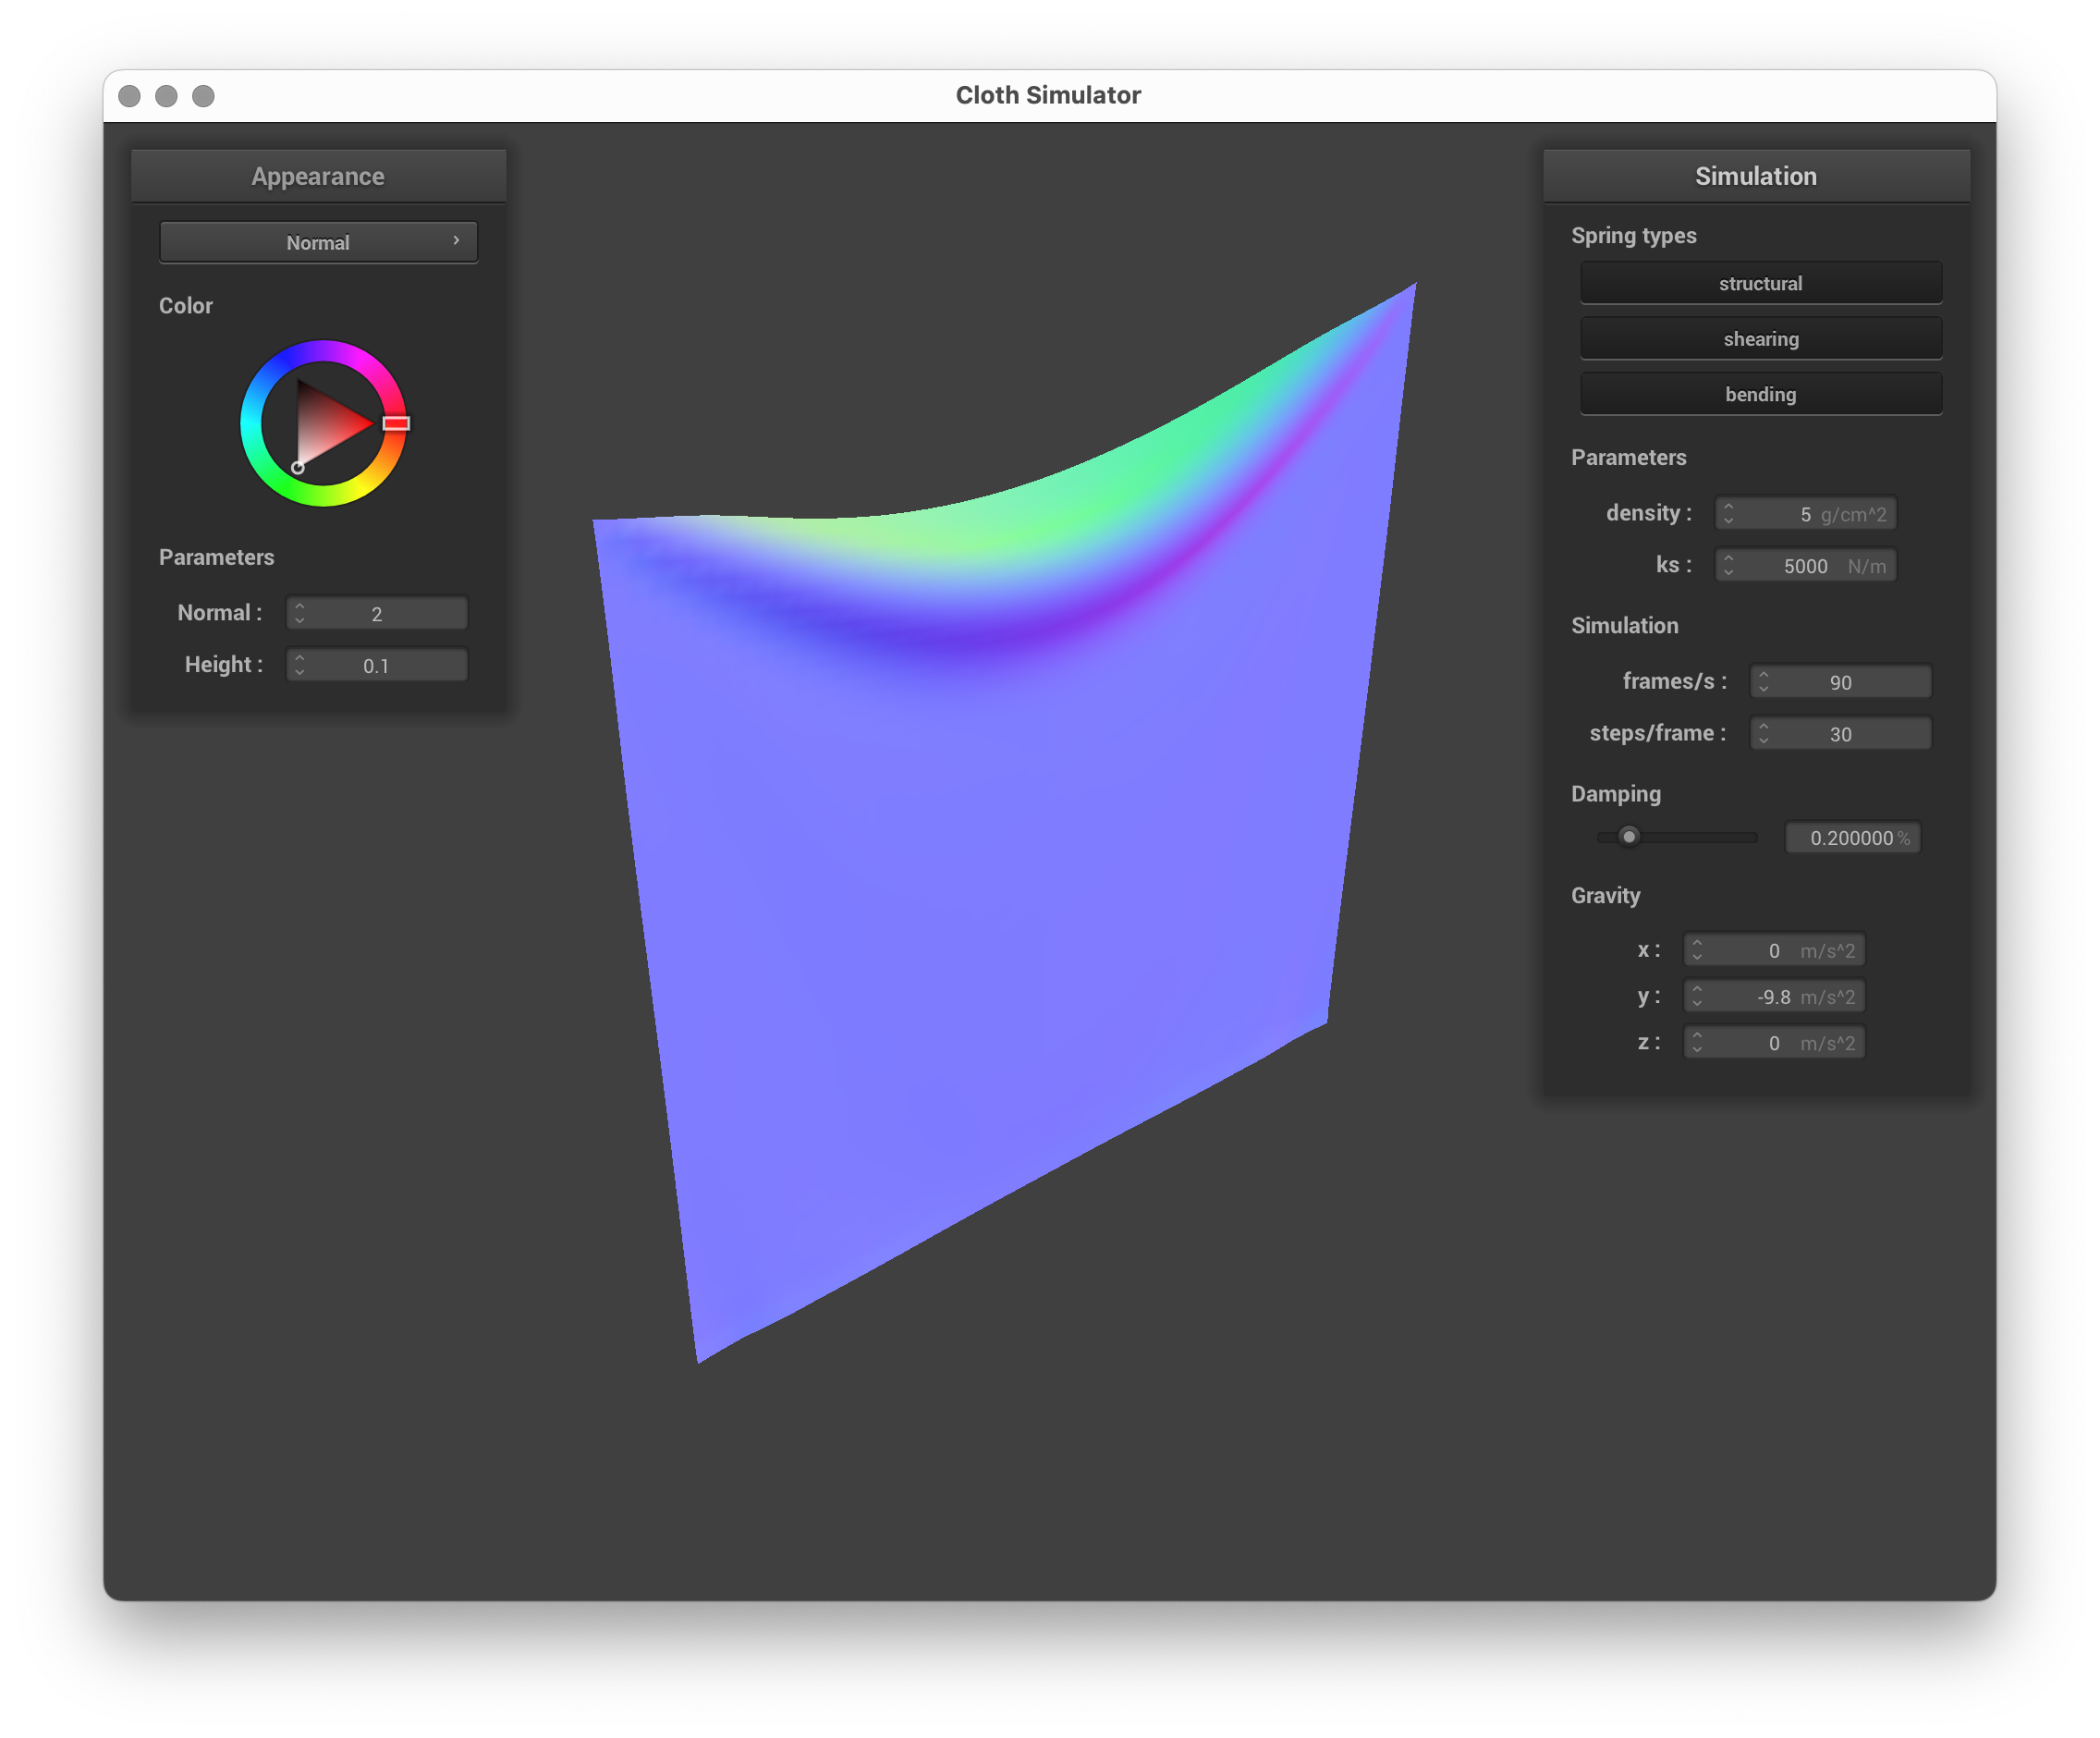 Cloth Simulator
Appearance
Normal
Color
Parameters
Normal : 2
Height : 0.1
Simulation
Spring types
structural
shearing
bending
Parameters
density : 5 g/cm^2
ks : 5000 N/m
Simulation
frames/s : 90
steps/frame : 30
Damping
0.200000 %
Gravity
x : 0 m/s^2
y : -9.8 m/s^2
z : 0 m/s^2